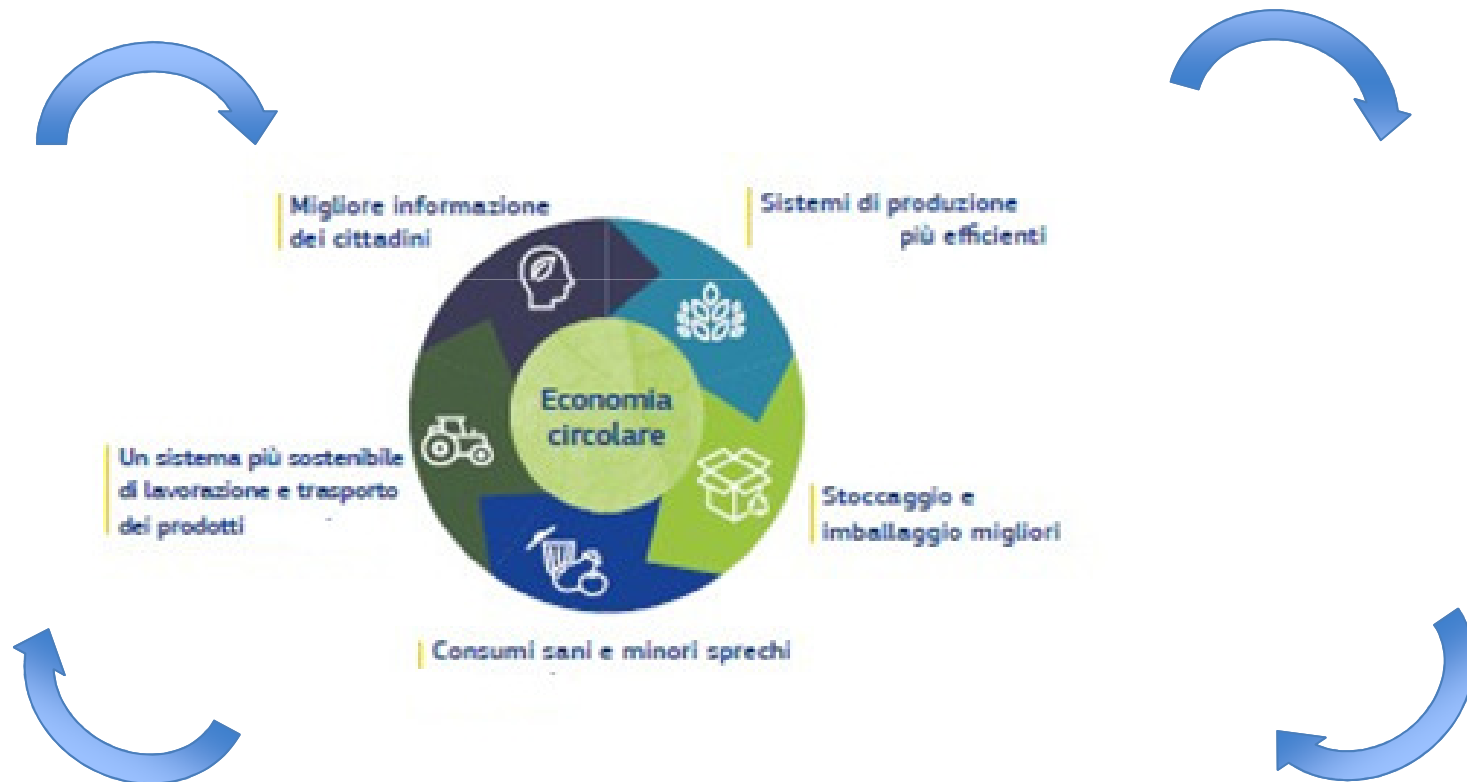 Migliore informazione
dei cittadini
Sistemi di produzione
più efficienti
Economia
circolare
Un sistema più sostenibile
di lavorazione e trasporto
dei prodotti
Stoccaggio e
imballaggio migliori
Consumi sani e minori sprechi